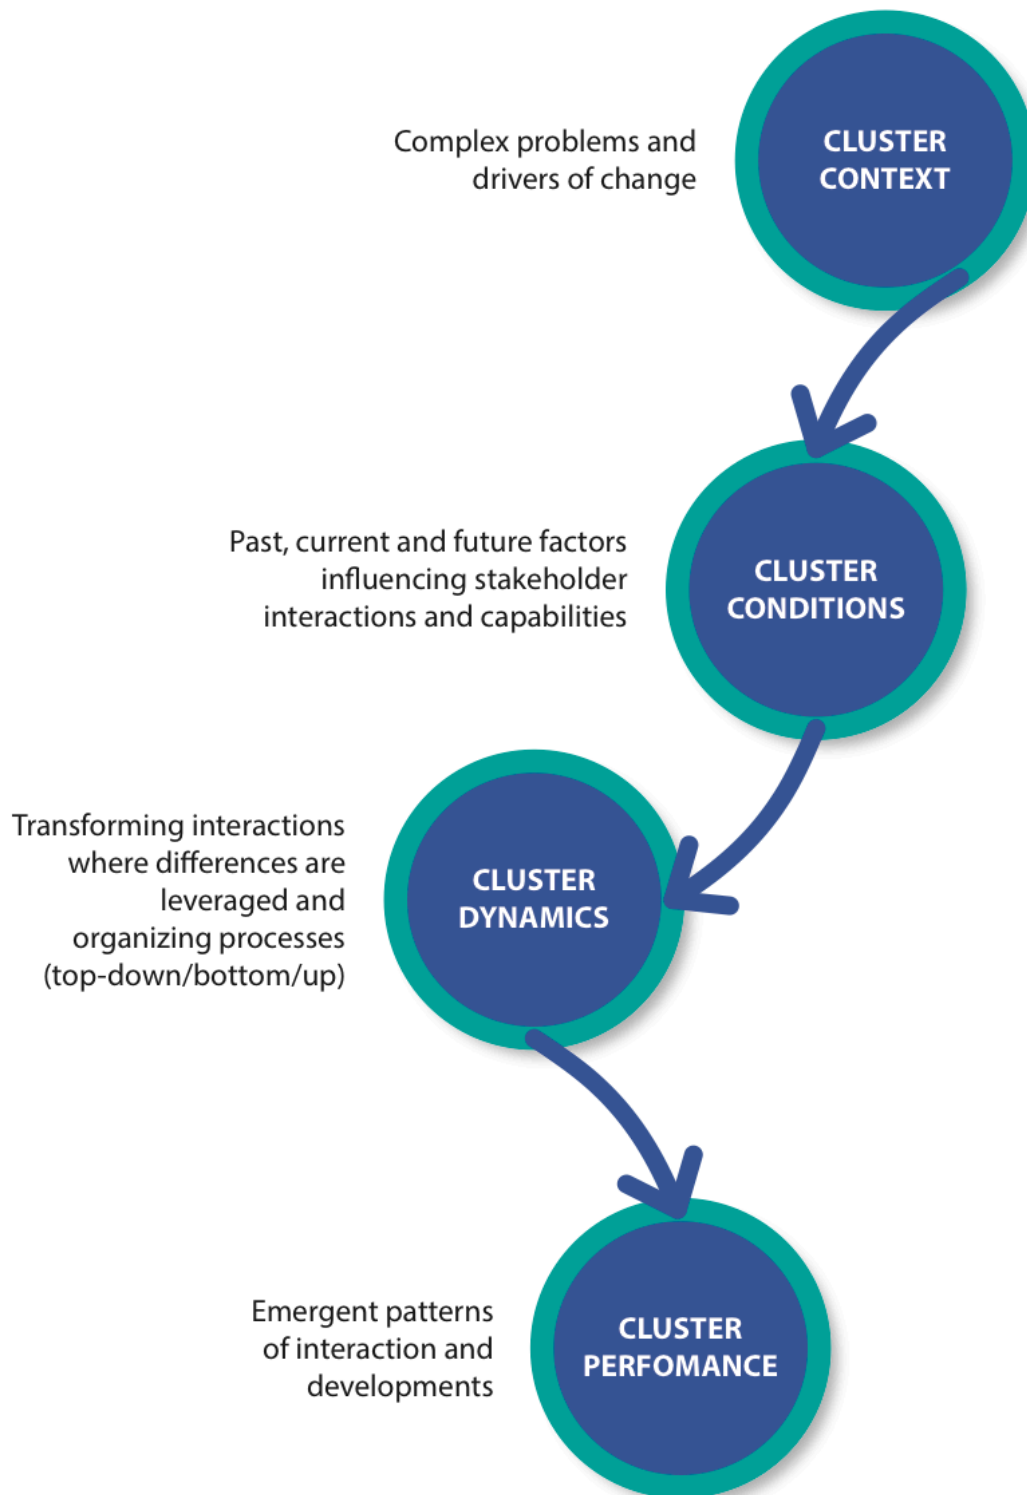 Complex problems and
drivers of change
CLUSTER
CONTEXT
Past, current and future factors
influencing stakeholder
interactions and capabilities
CLUSTER
CONDITIONS
Transforming interactions
where differences are
leveraged and
organizing processes
(top-down/bottom/up)
CLUSTER
DYNAMICS
Emergent patterns
of interaction and
developments
CLUSTER
PERFOMANCE